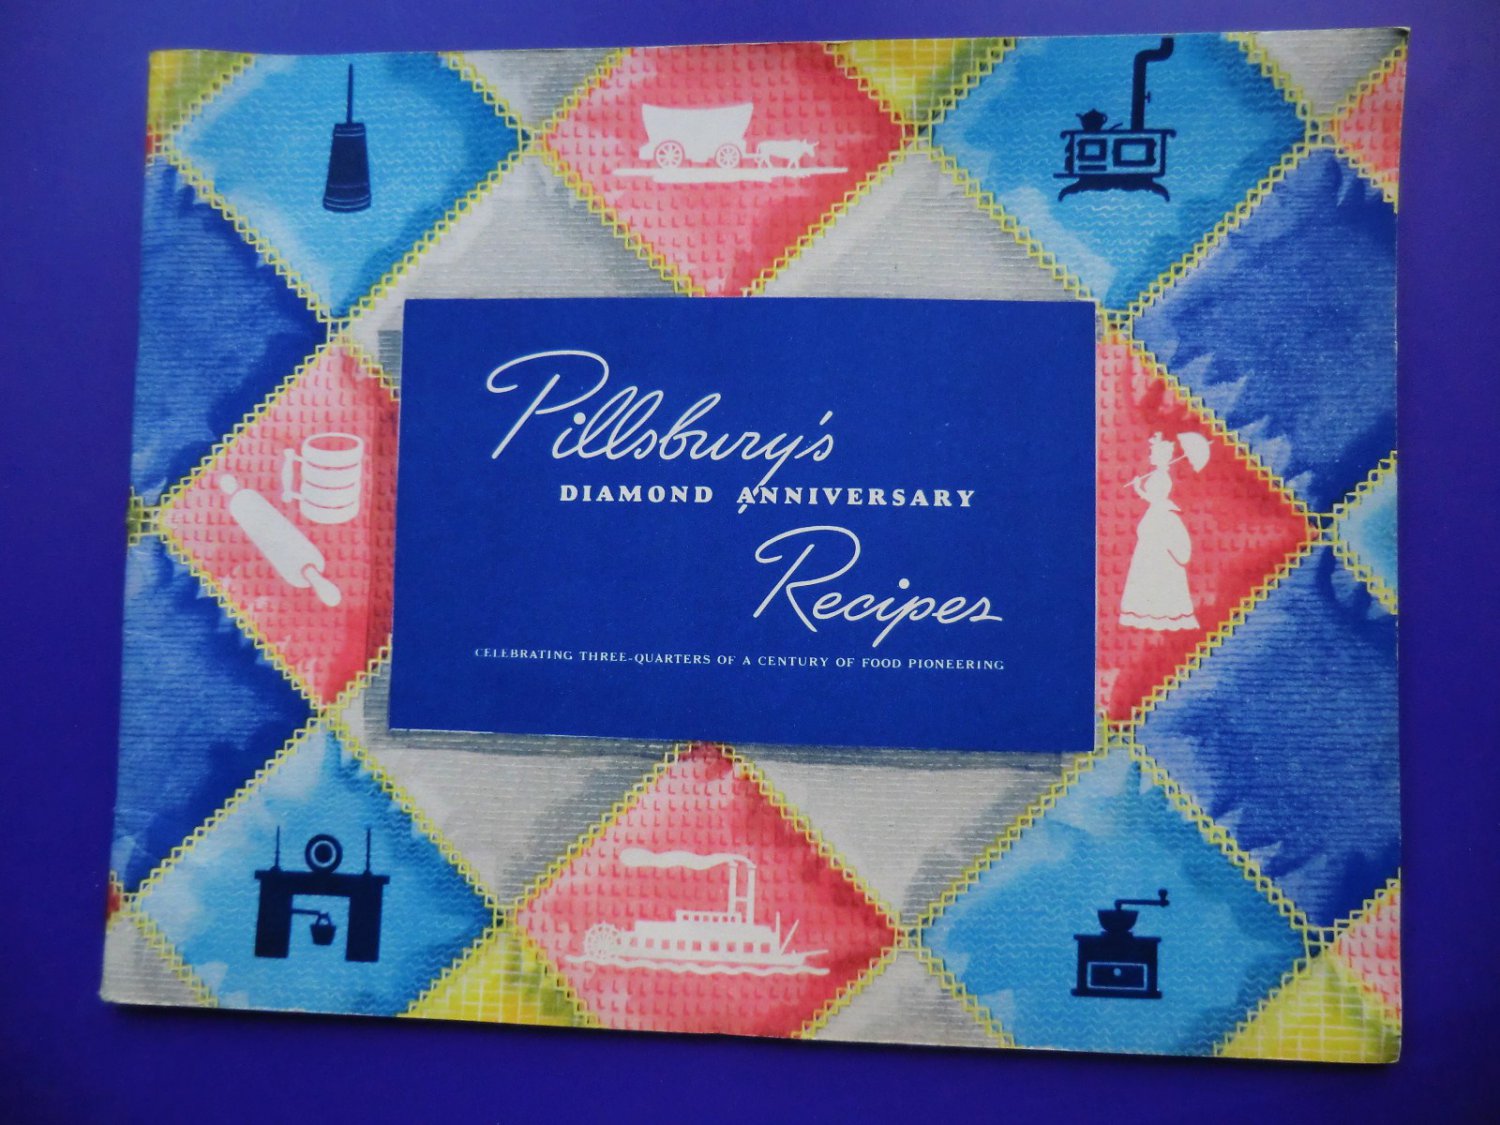 Pillsbury's
DIAMOND ANNIVERSARY
Recipes
CELEBRATING THREE-QUARTERS OF A CENTURY OF FOOD PIONEERING